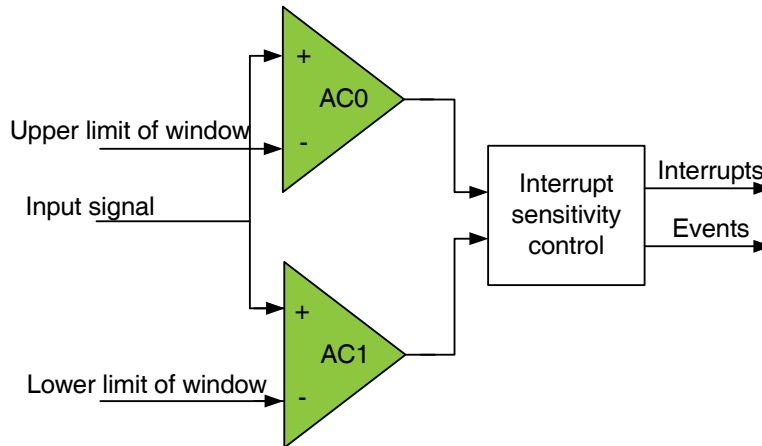 +
AC0
-
Upper limit of window
Input signal
Interrupt
sensitivity
control
Interrupts
Events
+
AC1
-
Lower limit of window